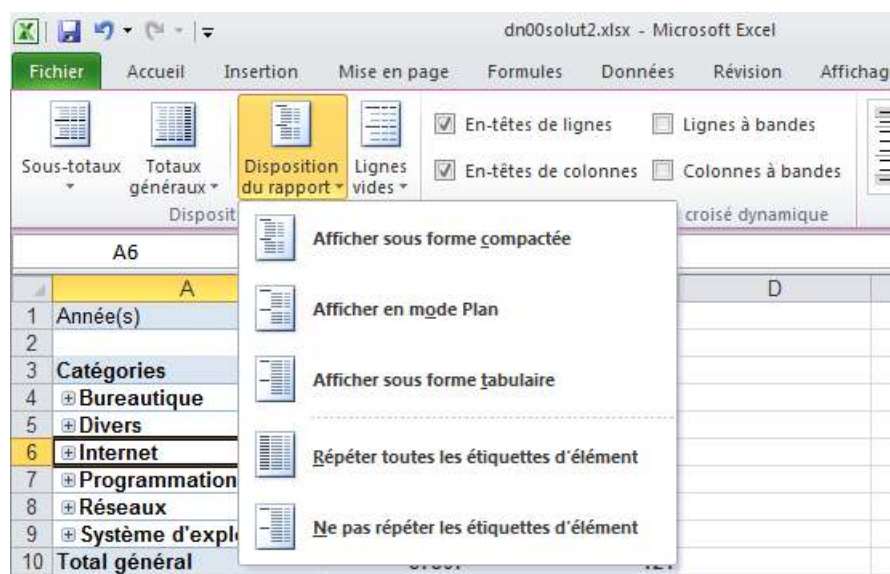 dn00solut2.xlsx - Microsoft Excel
Fichier Accueil Insertion Mise en page Formules Données Révision Affichag
Sous-totaux Totaux généraux Disposition du rapport Lignes vides
En-têtes de lignes Lignes à bandes
En-têtes de colonnes Colonnes à bandes
Disposit croisé dynamique
Afficher sous forme compactée
Afficher en mode Plan
Afficher sous forme tabulaire
Répéter toutes les étiquettes d'élément
Ne pas répéter les étiquettes d'élément
A6
A D
1 Année(s)
2
3 Catégories
4 Bureautique
5 Divers
6 Internet
7 Programmation
8 Réseaux
9 Système d'expl
10 Total général